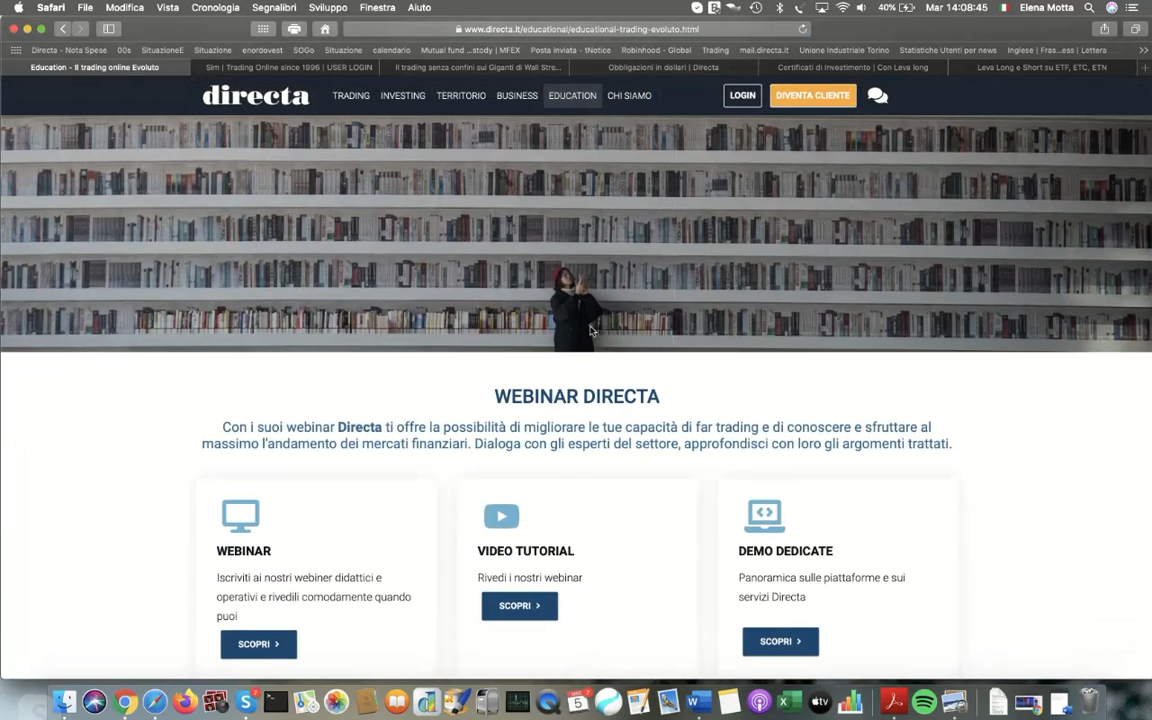 Safari File Modifica Vista Cronologia Segnalibri Sviluppo Finestra Aiuto 40% Mar 14:08:45 Elena Motta
www.directa.it/educational/educational-trading-evoluto.html
Directa - Nota Spese 00s SituazioneE Situazione enordovest SOGo Situazione calendario Mutual fund ...stody | MFEX Posta inviata - tNotice Robinhood - Global Trading mail.directa.it Unione Industriale Torino Statistiche Utenti per news Inglese | Fras...ess | Lettera
Education - Il trading online Evoluto Sim | Trading Online since 1996 | USER LOGIN Il trading senza confini sui Giganti di Wall Stre... Obbligazioni in dollari | Directa Certificati di Investimento | Con Leva long Leva Long e Short su ETF, ETC, ETN
directa TRADING INVESTING TERRITORIO BUSINESS EDUCATION CHI SIAMO LOGIN DIVENTA CLIENTE
WEBINAR DIRECTA
Con i suoi webinar Directa ti offre la possibilità di migliorare le tue capacità di far trading e di conoscere e sfruttare al
massimo l'andamento dei mercati finanziari. Dialoga con gli esperti del settore, approfondisci con loro gli argomenti trattati.
WEBINAR
Iscriviti ai nostri webiner didattici e
operativi e rivedili comodamente quando
puoi
SCOPRI
VIDEO TUTORIAL
Rivedi i nostri webinar
SCOPRI
DEMO DEDICATE
Panoramica sulle piattaforme e sui
servizi Directa
SCOPRI